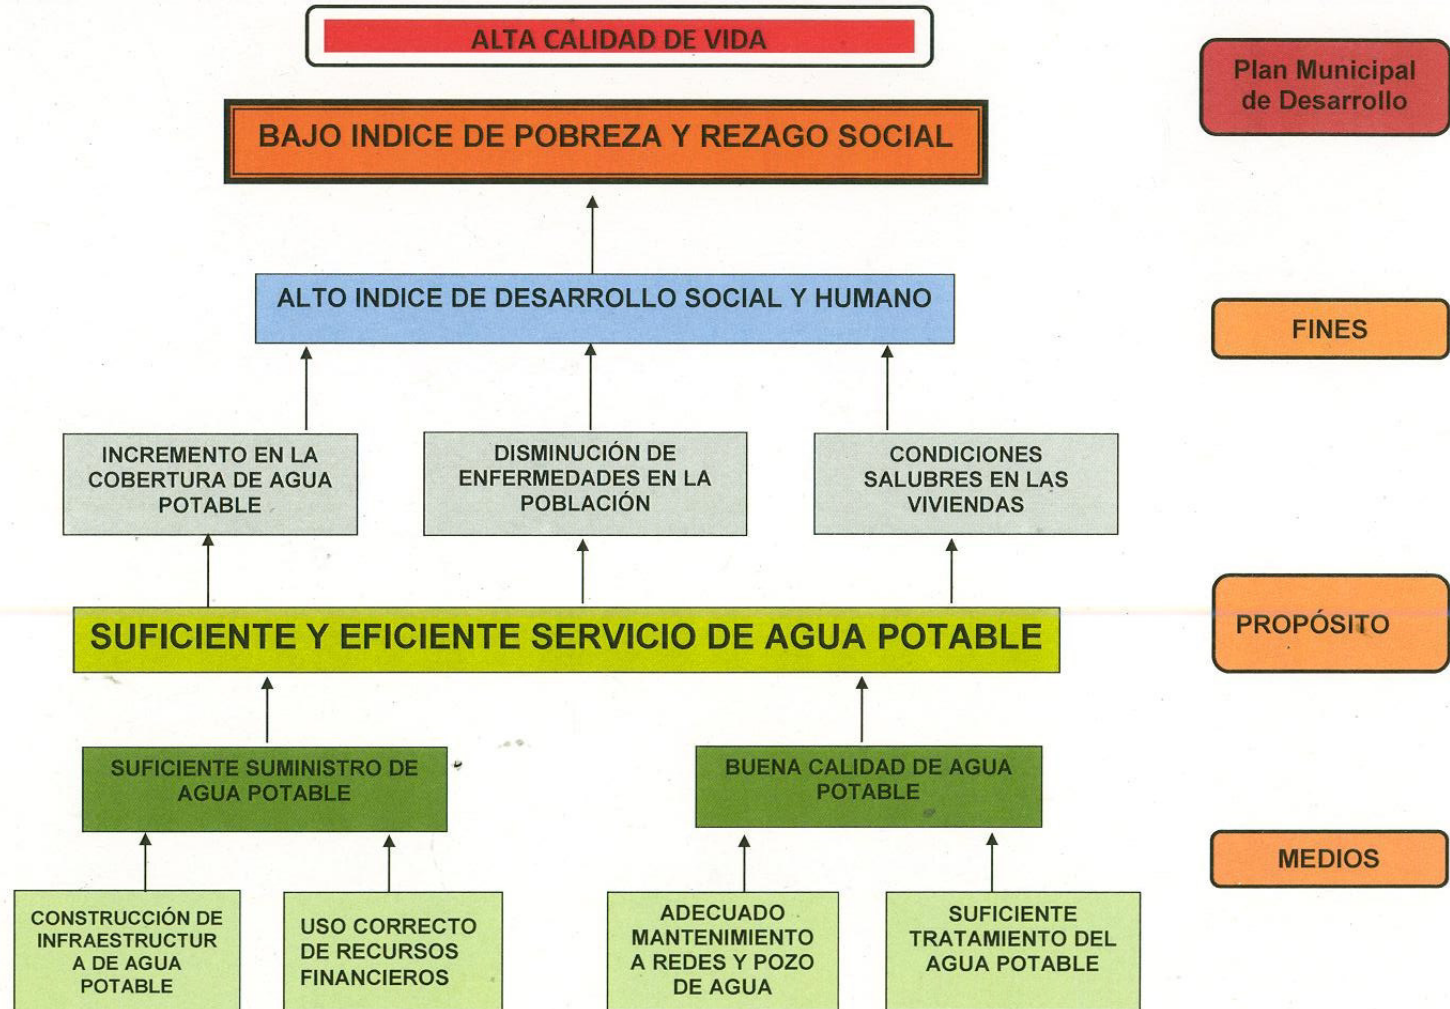 ALTA CALIDAD DE VIDA
Plan Municipal
de Desarrollo
BAJO INDICE DE POBREZA Y REZAGO SOCIAL
ALTO INDICE DE DESARROLLO SOCIAL Y HUMANO
FINES
INCREMENTO EN LA
COBERTURA DE AGUA
POTABLE
DISMINUCIÓN DE
ENFERMEDADES EN LA
POBLACIÓN
CONDICIONES
SALUBRES EN LAS
VIVIENDAS
SUFICIENTE Y EFICIENTE SERVICIO DE AGUA POTABLE
PROPÓSITO
SUFICIENTE SUMINISTRO DE
AGUA POTABLE
BUENA CALIDAD DE AGUA
POTABLE
MEDIOS
CONSTRUCCIÓN DE
INFRAESTRUCTUR
A DE AGUA
POTABLE
USO CORRECTO
DE RECURSOS
FINANCIEROS
ADECUADO
MANTENIMIENTO
A REDES Y POZO
DE AGUA
SUFICIENTE
TRATAMIENTO DEL
AGUA POTABLE